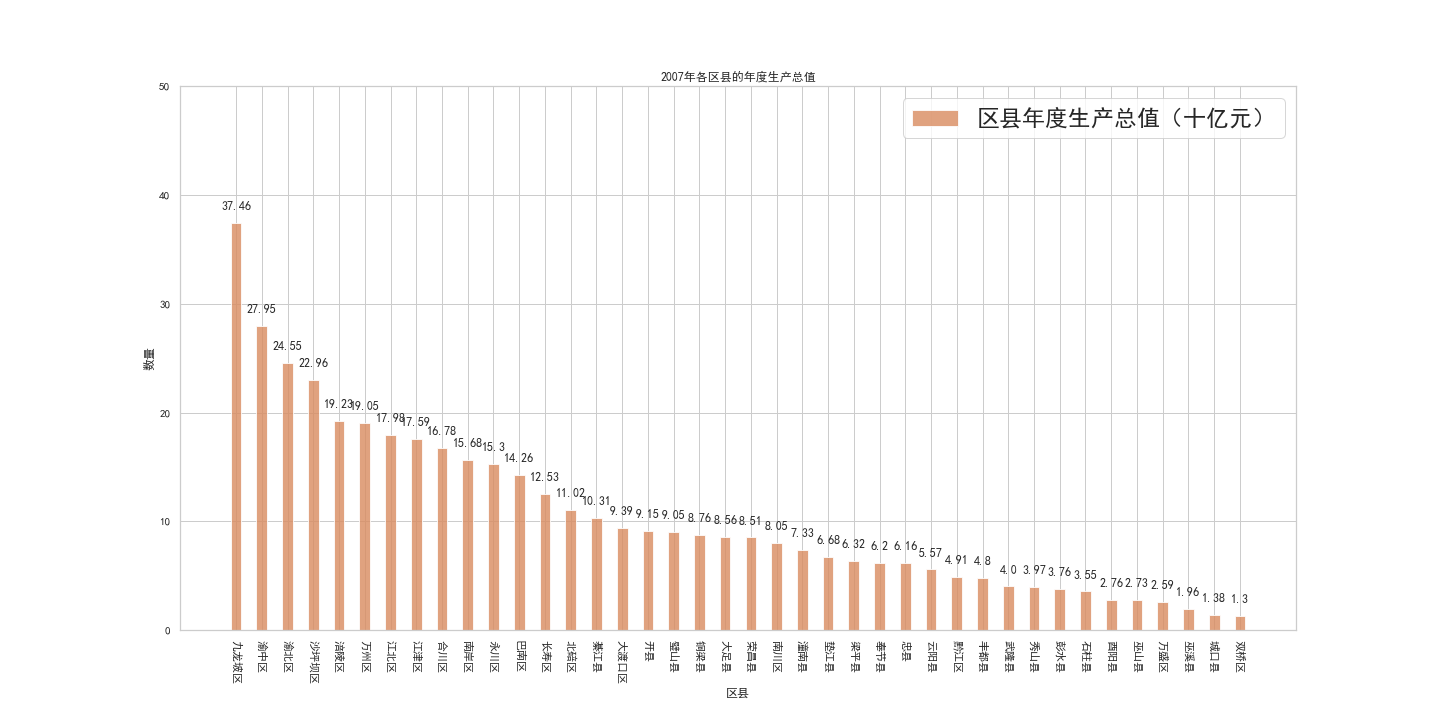 2007年各区县的年度生产总值
区县年度生产总值（十亿元）
数量
50
40
30
20
10
0
37.46
27.95
24.55
22.96
19.23
19.05
17.98
17.59
16.78
15.68
15.3
14.26
12.53
11.02
10.31
9.39
9.15
9.05
8.76
8.56
8.51
8.05
7.33
6.68
6.32
6.2
6.16
5.57
4.91
4.8
4.0
3.97
3.76
3.55
2.76
2.73
2.59
1.96
1.38
1.3
九龙坡区
渝中区
渝北区
沙坪坝区
涪陵区
万州区
江北区
江津区
合川区
南岸区
永川区
巴南区
长寿区
北碚区
綦江县
大渡口区
开县
璧山县
铜梁县
大足县
荣昌县
南川区
潼南县
垫江县
梁平县
奉节县
忠县
云阳县
黔江区
丰都县
武隆县
秀山县
彭水县
石柱县
酉阳县
巫山县
万盛区
巫溪县
城口县
双桥区
区县